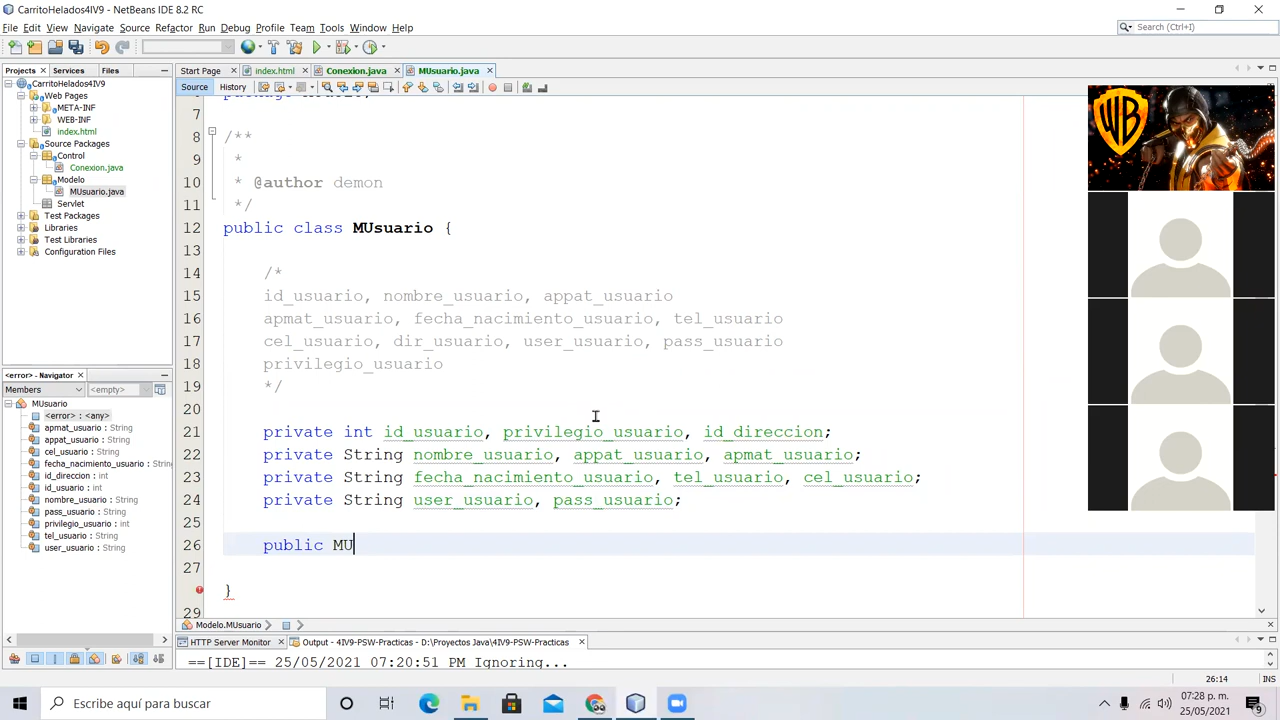 CarritoHelados4IV9 - NetBeans IDE 8.2 RC
File Edit View Navigate Source Refactor Run Debug Profile Team Tools Window Help
Search (Ctrl+I)
Projects Services Files
Start Page index.html Conexion.java MUsuario.java
Source History
CarritoHelados4IV9
Web Pages
META-INF
WEB-INF
index.html
Source Packages
Control
Conexion.java
Modelo
MUsuario.java
Servlet
Test Packages
Libraries
Test Libraries
Configuration Files
7
8 /**
9 *
10 * @author demon
11 */
12 public class MUsuario {
13
14 /*
15 id_usuario, nombre_usuario, appat_usuario
16 apmat_usuario, fecha_nacimiento_usuario, tel_usuario
17 cel_usuario, dir_usuario, user_usuario, pass_usuario
18 privilegio_usuario
19 */
20
21 private int id_usuario, privilegio_usuario, id_direccion;
22 private String nombre_usuario, appat_usuario, apmat_usuario;
23 private String fecha_nacimiento_usuario, tel_usuario, cel_usuario;
24 private String user_usuario, pass_usuario;
25
26 public MU
27
}
29
WB
<error> - Navigator
Members <empty>
MUsuario
<error> : <any>
apmat_usuario : String
appat_usuario : String
cel_usuario : String
fecha_nacimiento_usuario : String
id_direccion : int
id_usuario : int
nombre_usuario : String
pass_usuario : String
privilegio_usuario : int
tel_usuario : String
user_usuario : String
Modelo.MUsuario
HTTP Server Monitor Output - 4IV9-PSW-Practicas - D:\Proyectos Java\4IV9-PSW-Practicas
==[IDE]== 25/05/2021 07:20:51 PM Ignoring...
26:14
Escribe aquí para buscar
07:28 p. m.
25/05/2021
9